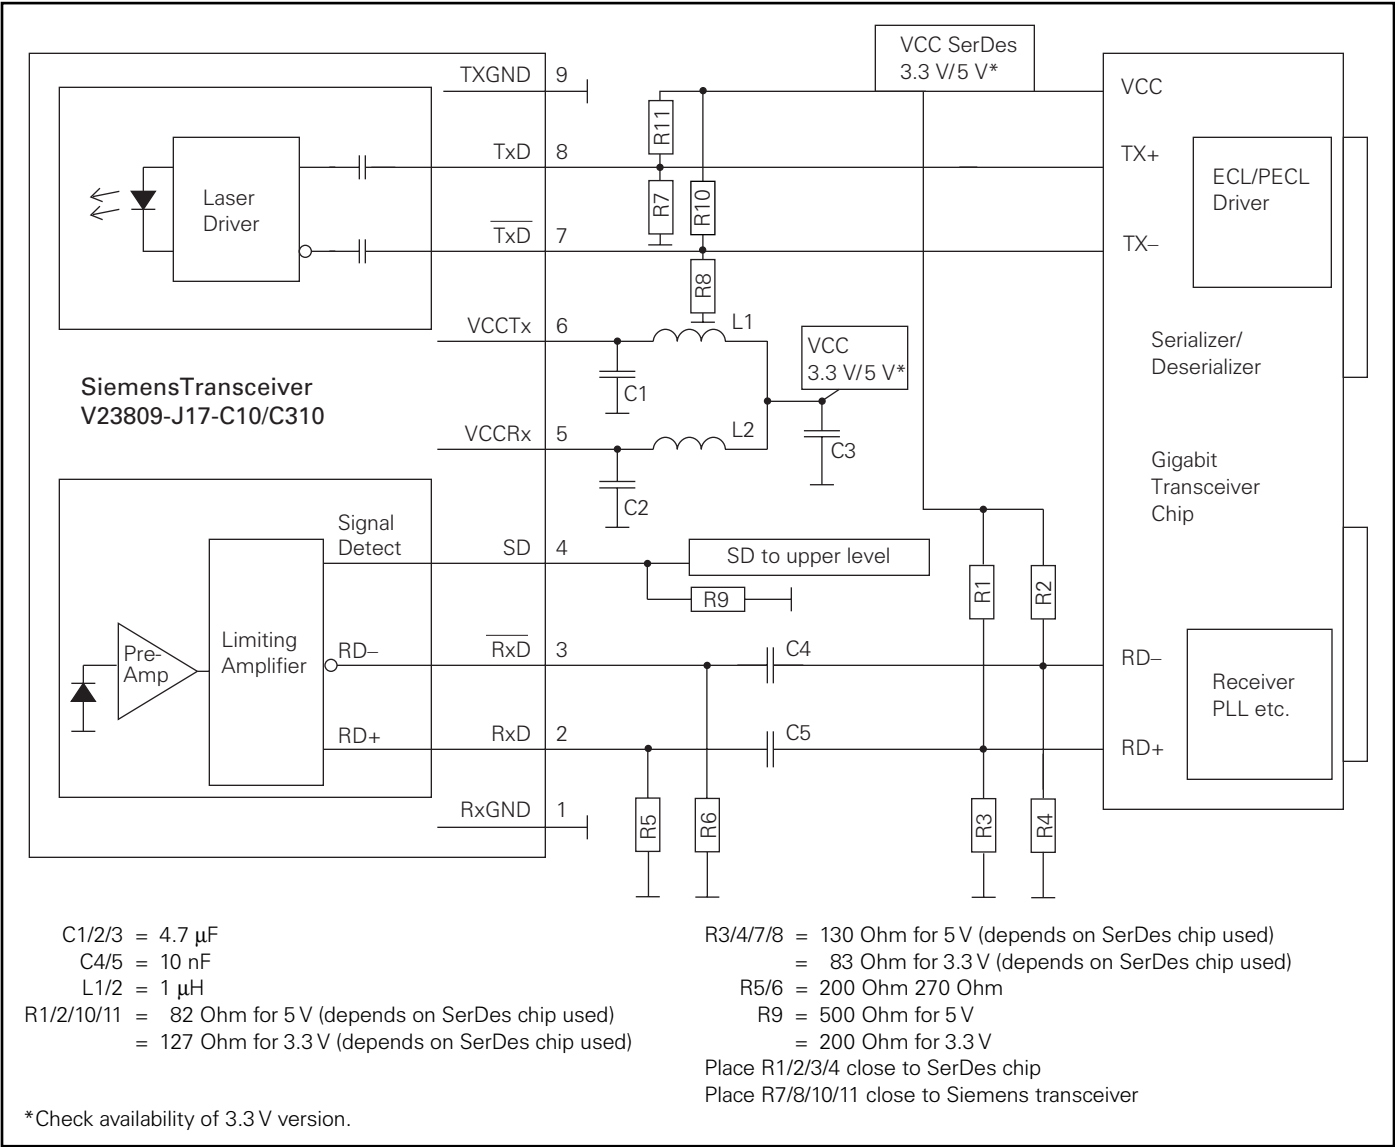 VCC SerDes
3.3 V/5 V*
TXGND 9
VCC
R11
TxD 8
TX+
Laser
Driver
R7
R10
ECL/PECL
Driver
TxD 7
TX–
R8
VCCTx 6
L1
VCC
3.3 V/5 V*
Serializer/
Deserializer
C1
SiemensTransceiver
V23809-J17-C10/C310
VCCRx 5
L2
C3
C2
Gigabit
Transceiver
Chip
Signal
Detect
SD 4
SD to upper level
R9
R1
R2
Pre-
Amp
Limiting
Amplifier
RD–
RxD 3
C4
RD–
Receiver
PLL etc.
RD+
RxD 2
C5
RD+
RxGND 1
R5
R6
R3
R4
C1/2/3 = 4.7 μF
C4/5 = 10 nF
L1/2 = 1 μH
R1/2/10/11 = 82 Ohm for 5 V (depends on SerDes chip used)
= 127 Ohm for 3.3 V (depends on SerDes chip used)
R3/4/7/8 = 130 Ohm for 5 V (depends on SerDes chip used)
= 83 Ohm for 3.3 V (depends on SerDes chip used)
R5/6 = 200 Ohm 270 Ohm
R9 = 500 Ohm for 5 V
= 200 Ohm for 3.3 V
Place R1/2/3/4 close to SerDes chip
Place R7/8/10/11 close to Siemens transceiver
*Check availability of 3.3 V version.